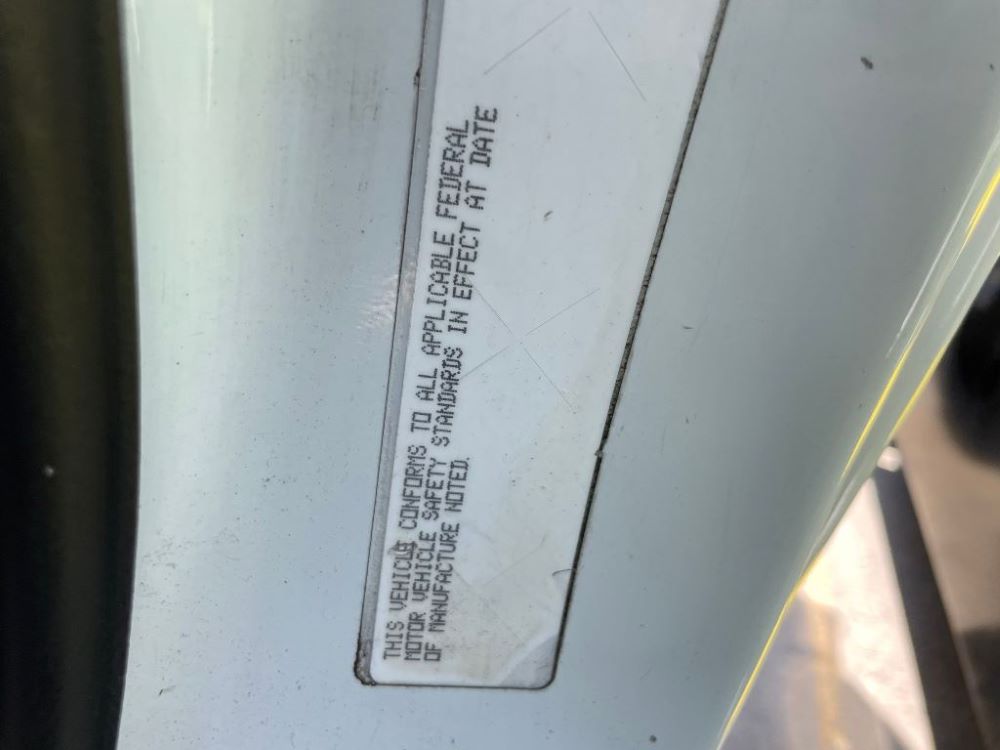 THIS VEHICLE CONFORMS TO ALL APPLICABLE FEDERAL
MOTOR VEHICLE SAFETY STANDARDS IN EFFECT AT DATE
OF MANUFACTURE NOTED.